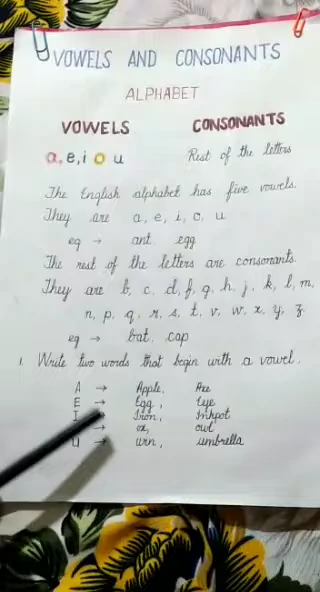 VOWELS AND CONSONANTS
ALPHABET
VOWELS CONSONANTS
a, e, i o u Rest of the letters
The English alphabet has five vowels.
They are a, e, i, o, u
eg → ant, egg
The rest of the letters are consonants.
They are b, c, d, f, g, h, j, k, l, m,
n, p, q, r, s, t, v, w, x, y, z
eg → bat, cap
1. Write two words that begin with a vowel.
A → Apple, Axe
E → Egg, Eye
I → Iron, Inkpot
→ ox, owl
U → urn, umbrella